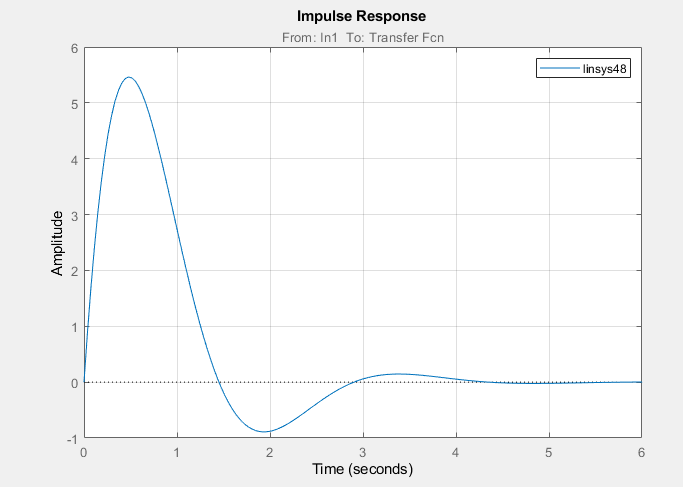 Impulse Response
From: In1  To: Transfer Fcn
linsys48
Amplitude
6
5
4
3
2
1
0
-1
0 1 2 3 4 5 6
Time (seconds)